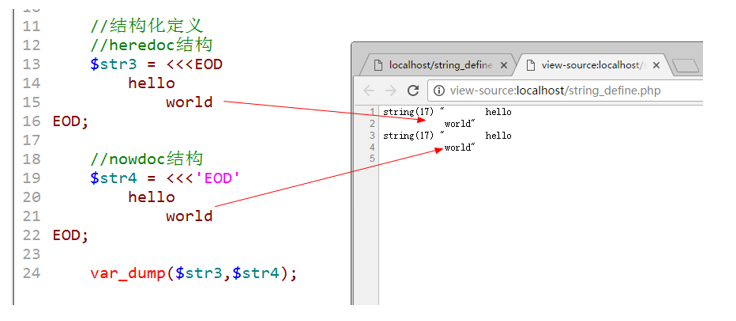 11 //结构化定义
12 //heredoc结构
13 $str3 = <<<EOD
14 hello
15 world
16 EOD;
17
18 //nowdoc结构
19 $str4 = <<<'EOD'
20 hello
21 world
22 EOD;
23
24 var_dump($str3,$str4);
localhost/string_define × view-source:localhost/s ×
view-source:localhost/string_define.php
1 string(17) " hello
2 world"
3 string(17) " hello
4 world"
5